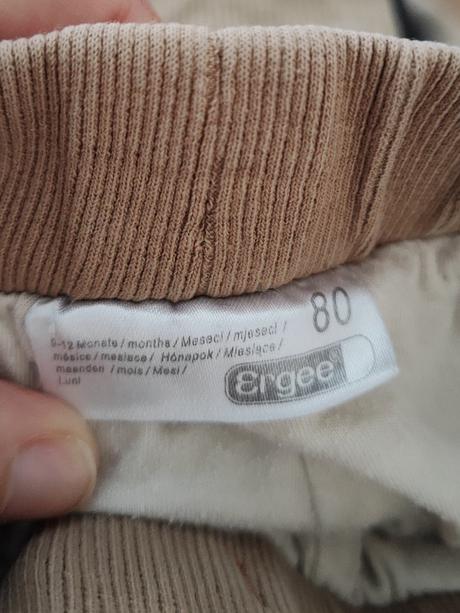 80
9-12 Monate / months / Meseci / mjeseci /
měsíce / mesiace / Hónapok / Miesiące /
maanden / mois / Mesi /
Luni
Ergee